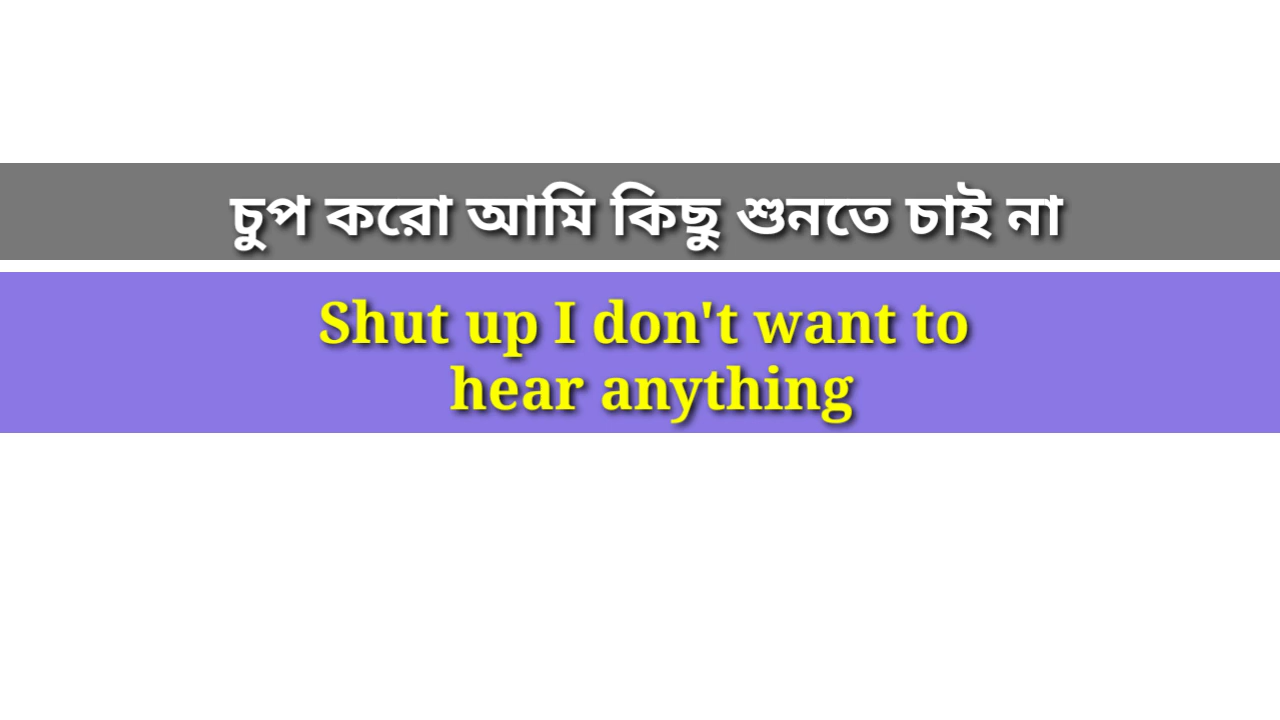 চুপ করো আমি কিছু শুনতে চাই না
Shut up I don't want to
hear anything